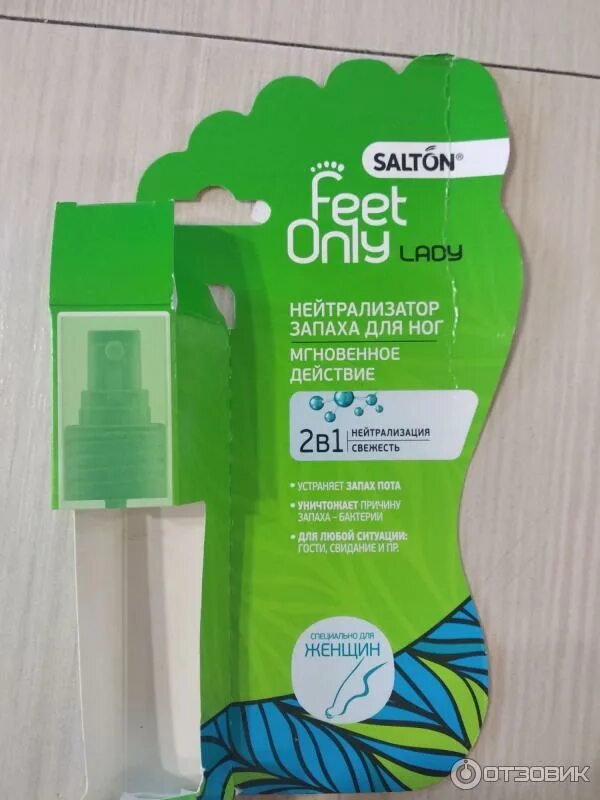 SALTON®
feet
Only LADY
НЕЙТРАЛИЗАТОР
ЗАПАХА ДЛЯ НОГ
МГНОВЕННОЕ
ДЕЙСТВИЕ
2в1 НЕЙТРАЛИЗАЦИЯ
СВЕЖЕСТЬ
• УСТРАНЯЕТ ЗАПАХ ПОТА
• УНИЧТОЖАЕТ ПРИЧИНУ
ЗАПАХА – БАКТЕРИИ
• ДЛЯ ЛЮБОЙ СИТУАЦИИ:
ГОСТИ, СВИДАНИЕ И ПР.
СПЕЦИАЛЬНО ДЛЯ
ЖЕНЩИН
ОТЗОВИК